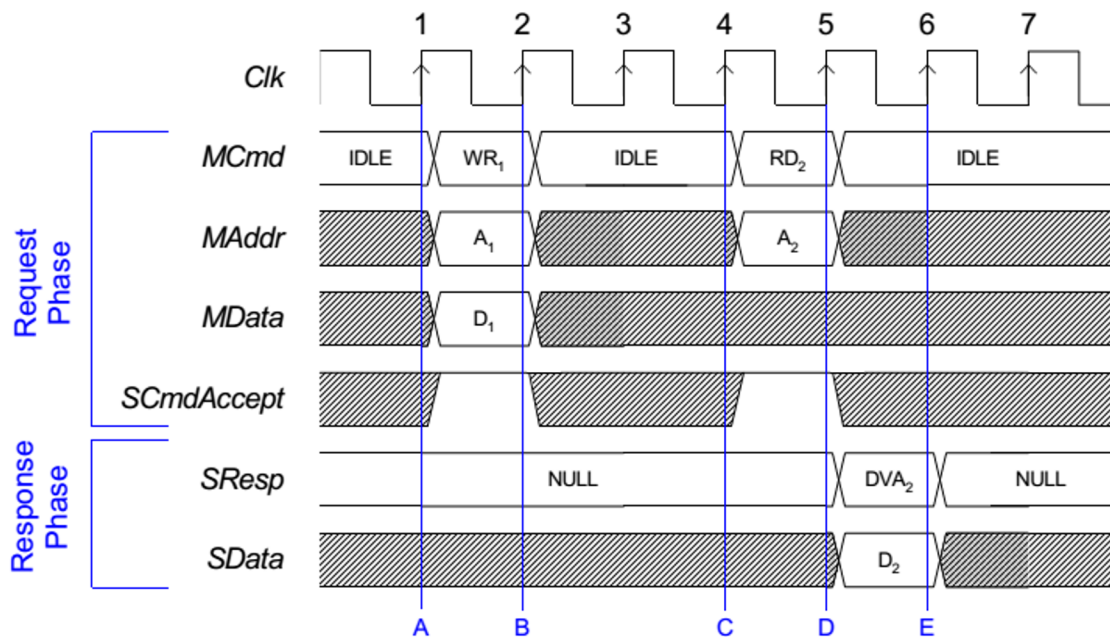 1 2 3 4 5 6 7
Clk
MCmd IDLE WR₁ IDLE RD₂ IDLE
MAddr A₁ A₂
MData D₁
SCmdAccept
Request
Phase
SResp NULL DVA₂ NULL
SData D₂
Response
Phase
A B C D E